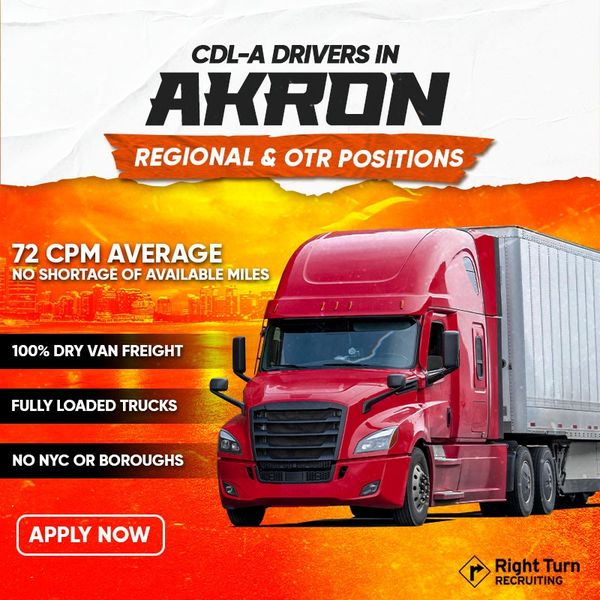 CDL-A DRIVERS IN
AKRON
REGIONAL & OTR POSITIONS
72 CPM AVERAGE
NO SHORTAGE OF AVAILABLE MILES
100% DRY VAN FREIGHT
FULLY LOADED TRUCKS
NO NYC OR BOROUGHS
APPLY NOW
Right Turn
RECRUITING